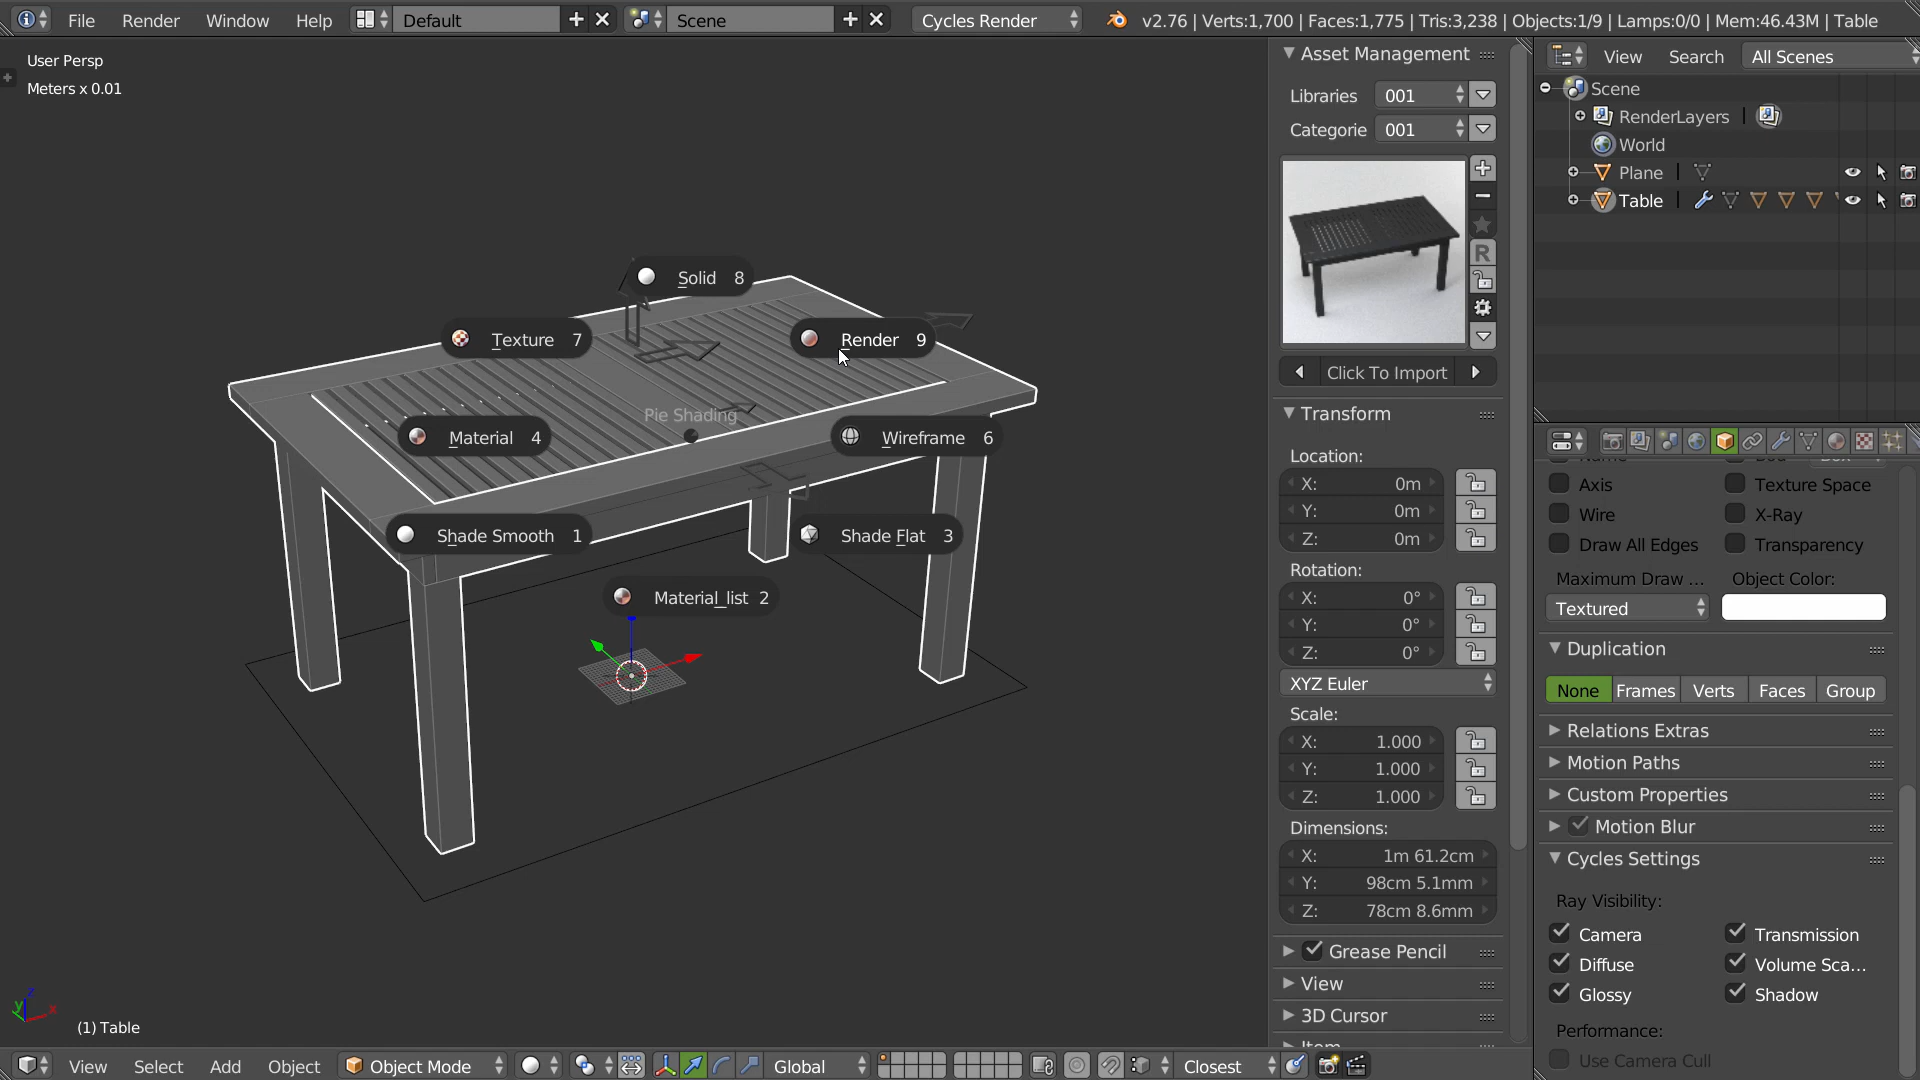 File Render Window Help Default Scene Cycles Render v2.76 | Verts:1,700 | Faces:1,775 | Tris:3,238 | Objects:1/9 | Lamps:0/0 | Mem:46.43M | Table
User Persp
Meters x 0.01
Solid 8
Texture 7
Render 9
Pie Shading
Material 4
Wireframe 6
Shade Smooth 1
Shade Flat 3
Material_list 2
(1) Table
Asset Management
Libraries 001
Categorie 001
R
Click To Import
Transform
Location:
X: 0m
Y: 0m
Z: 0m
Rotation:
X: 0°
Y: 0°
Z: 0°
XYZ Euler
Scale:
X: 1.000
Y: 1.000
Z: 1.000
Dimensions:
X: 1m 61.2cm
Y: 98cm 5.1mm
Z: 78cm 8.6mm
Grease Pencil
View
3D Cursor
View Search All Scenes
Scene
RenderLayers
World
Plane
Table
Axis Texture Space
Wire X-Ray
Draw All Edges Transparency
Maximum Draw ... Object Color:
Textured
Duplication
None Frames Verts Faces Group
Relations Extras
Motion Paths
Custom Properties
Motion Blur
Cycles Settings
Ray Visibility:
Camera Transmission
Diffuse Volume Sca...
Glossy Shadow
Performance:
Use Camera Cull
View Select Add Object Object Mode Global Closest
z
y x